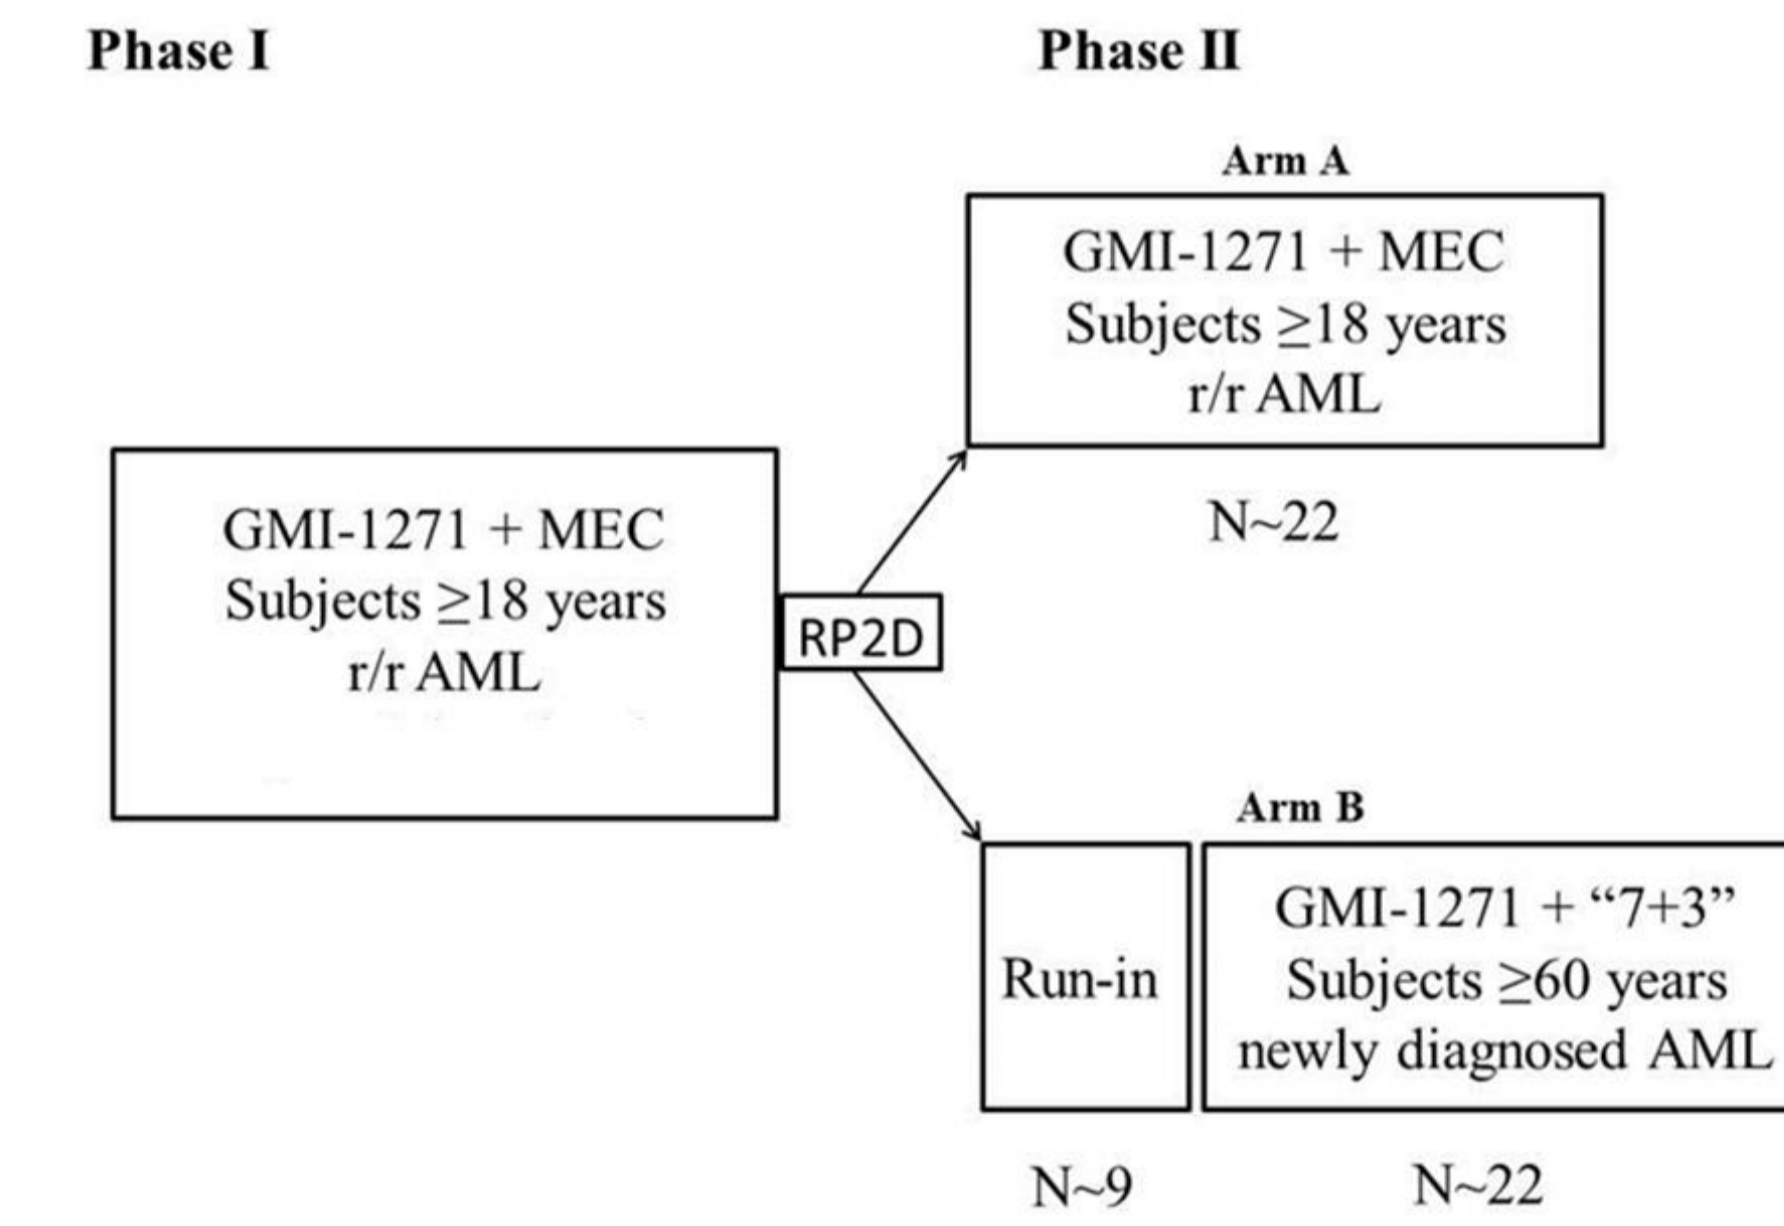 Phase I
Phase II
Arm A
GMI-1271 + MEC
Subjects ≥18 years
r/r AML
N~22
GMI-1271 + MEC
Subjects ≥18 years
r/r AML
RP2D
Arm B
Run-in
GMI-1271 + “7+3”
Subjects ≥60 years
newly diagnosed AML
N~9
N~22